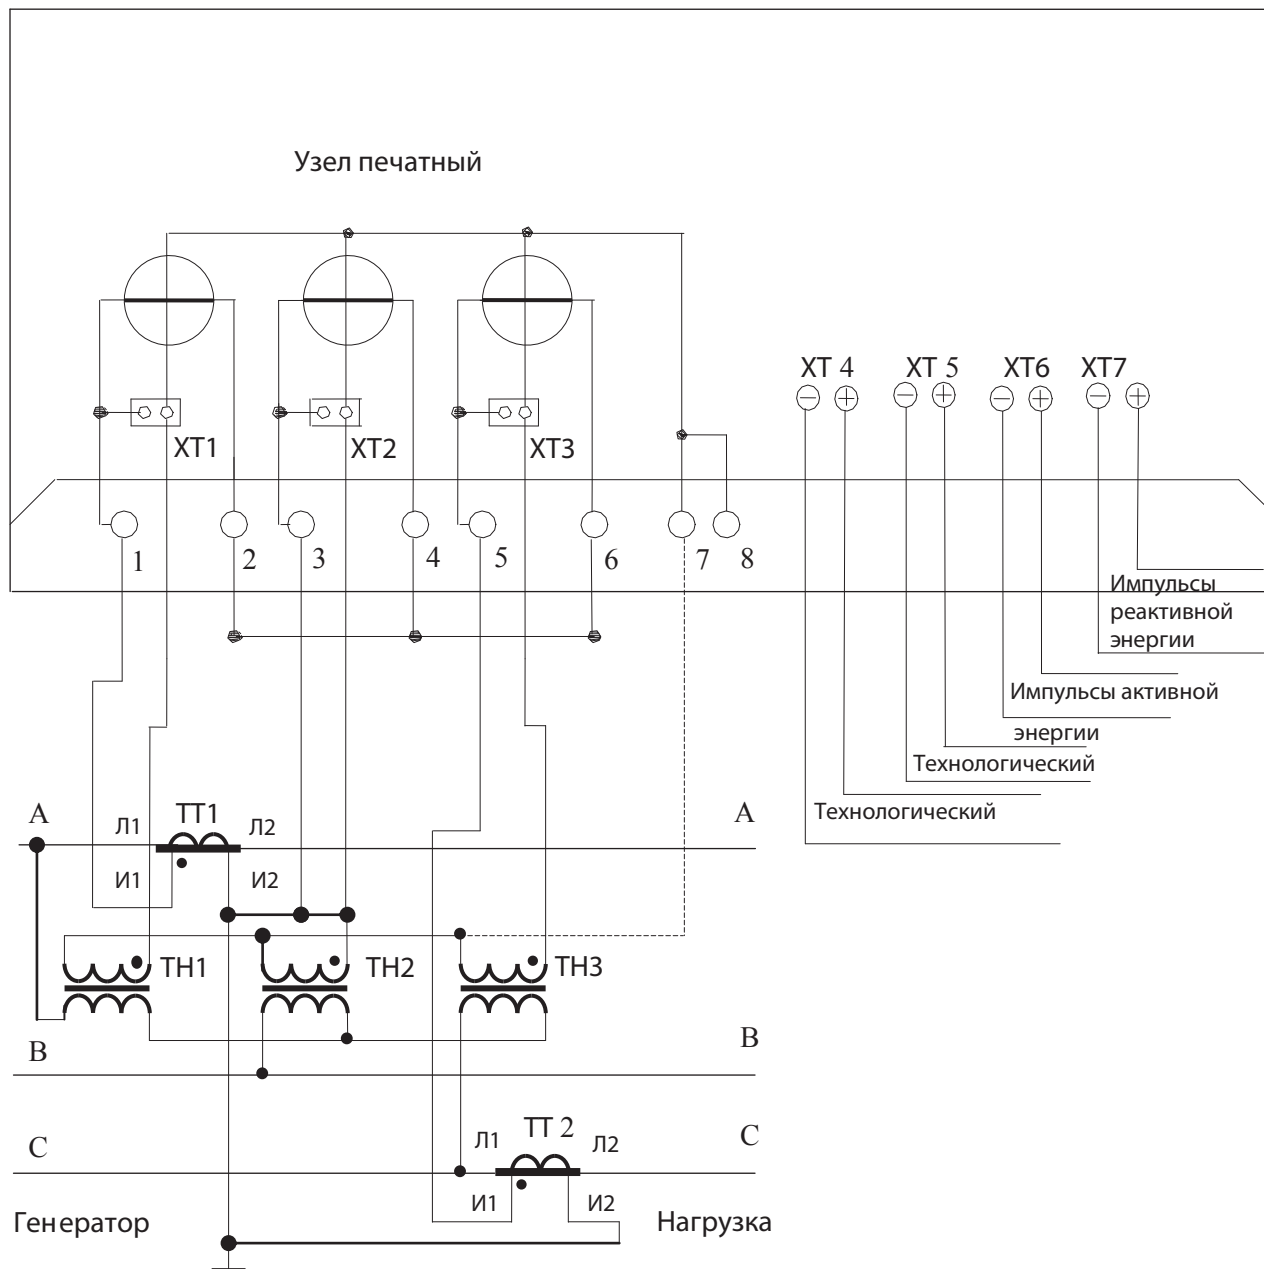 Узел печатный
ХТ 4 ХТ 5 ХТ6 ХТ7
ХТ1 ХТ2 ХТ3
1 2 3 4 5 6 7 8
Импульсы
реактивной
энергии
Импульсы активной
энергии
Технологический
Технологический
А ТТ1 А
Л1 Л2
И1 И2
ТН1 ТН2 ТН3
В В
С ТТ 2 С
Л1 Л2
И1 И2
Генератор Нагрузка